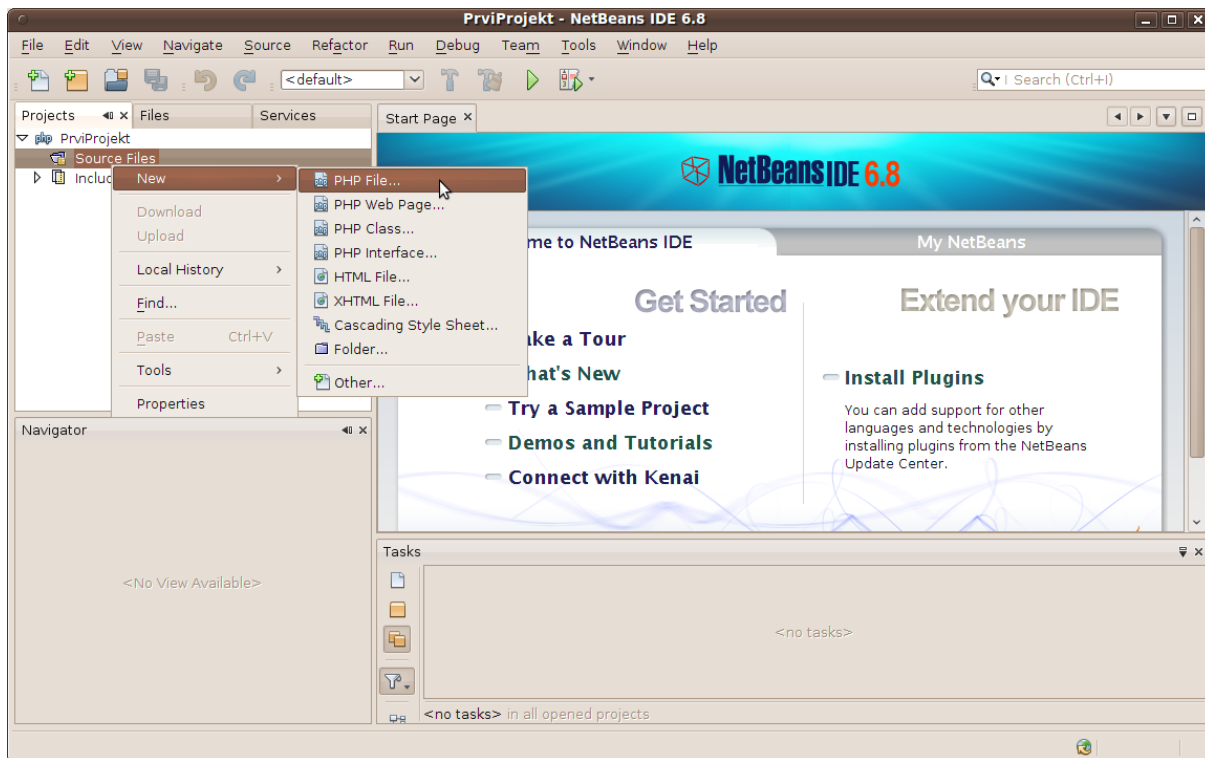 PrviProjekt - NetBeans IDE 6.8
File Edit View Navigate Source Refactor Run Debug Team Tools Window Help
<default>
Search (Ctrl+I)
Projects Files Services
PrviProjekt
Source Files
Includ
New
Download
Upload
Local History
Find...
Paste Ctrl+V
Tools
Properties
PHP File...
PHP Web Page...
PHP Class...
PHP Interface...
HTML File...
XHTML File...
Cascading Style Sheet...
Folder...
Other...
Start Page
NetBeans IDE 6.8
me to NetBeans IDE
My NetBeans
Get Started
ake a Tour
hat's New
Try a Sample Project
Demos and Tutorials
Connect with Kenai
Extend your IDE
Install Plugins
You can add support for other
languages and technologies by
installing plugins from the NetBeans
Update Center.
Navigator
<No View Available>
Tasks
<no tasks>
<no tasks> in all opened projects